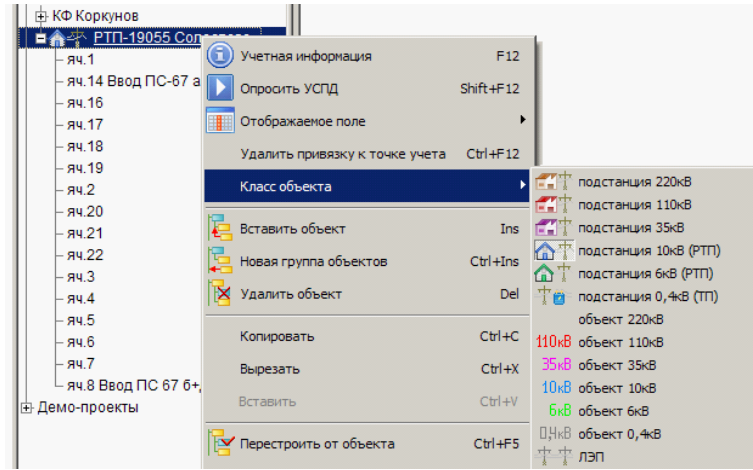 КФ Коркунов
РТП-19055
яч.1
яч.14 Ввод ПС-67 а
яч.16
яч.17
яч.18
яч.19
яч.2
яч.20
яч.21
яч.22
яч.3
яч.4
яч.5
яч.6
яч.7
яч.8 Ввод ПС 67 б+
Демо-проекты
Учетная информация F12
Опросить УСПД Shift+F12
Отображаемое поле
Удалить привязку к точке учета Ctrl+F12
Класс объекта
Вставить объект Ins
Новая группа объектов Ctrl+Ins
Удалить объект Del
Копировать Ctrl+C
Вырезать Ctrl+X
Вставить Ctrl+V
Перестроить от объекта Ctrl+F5
подстанция 220кВ
подстанция 110кВ
подстанция 35кВ
подстанция 10кВ (РТП)
подстанция 6кВ (РТП)
подстанция 0,4кВ (ТП)
объект 220кВ
110кВ объект 110кВ
35кВ объект 35кВ
10кВ объект 10кВ
6кВ объект 6кВ
0,4кВ объект 0,4кВ
ЛЭП